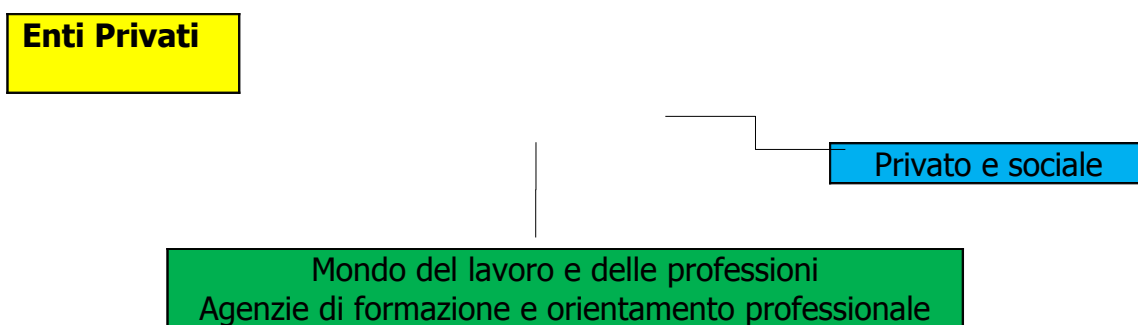 Enti Privati
Privato e sociale
Mondo del lavoro e delle professioni
Agenzie di formazione e orientamento professionale